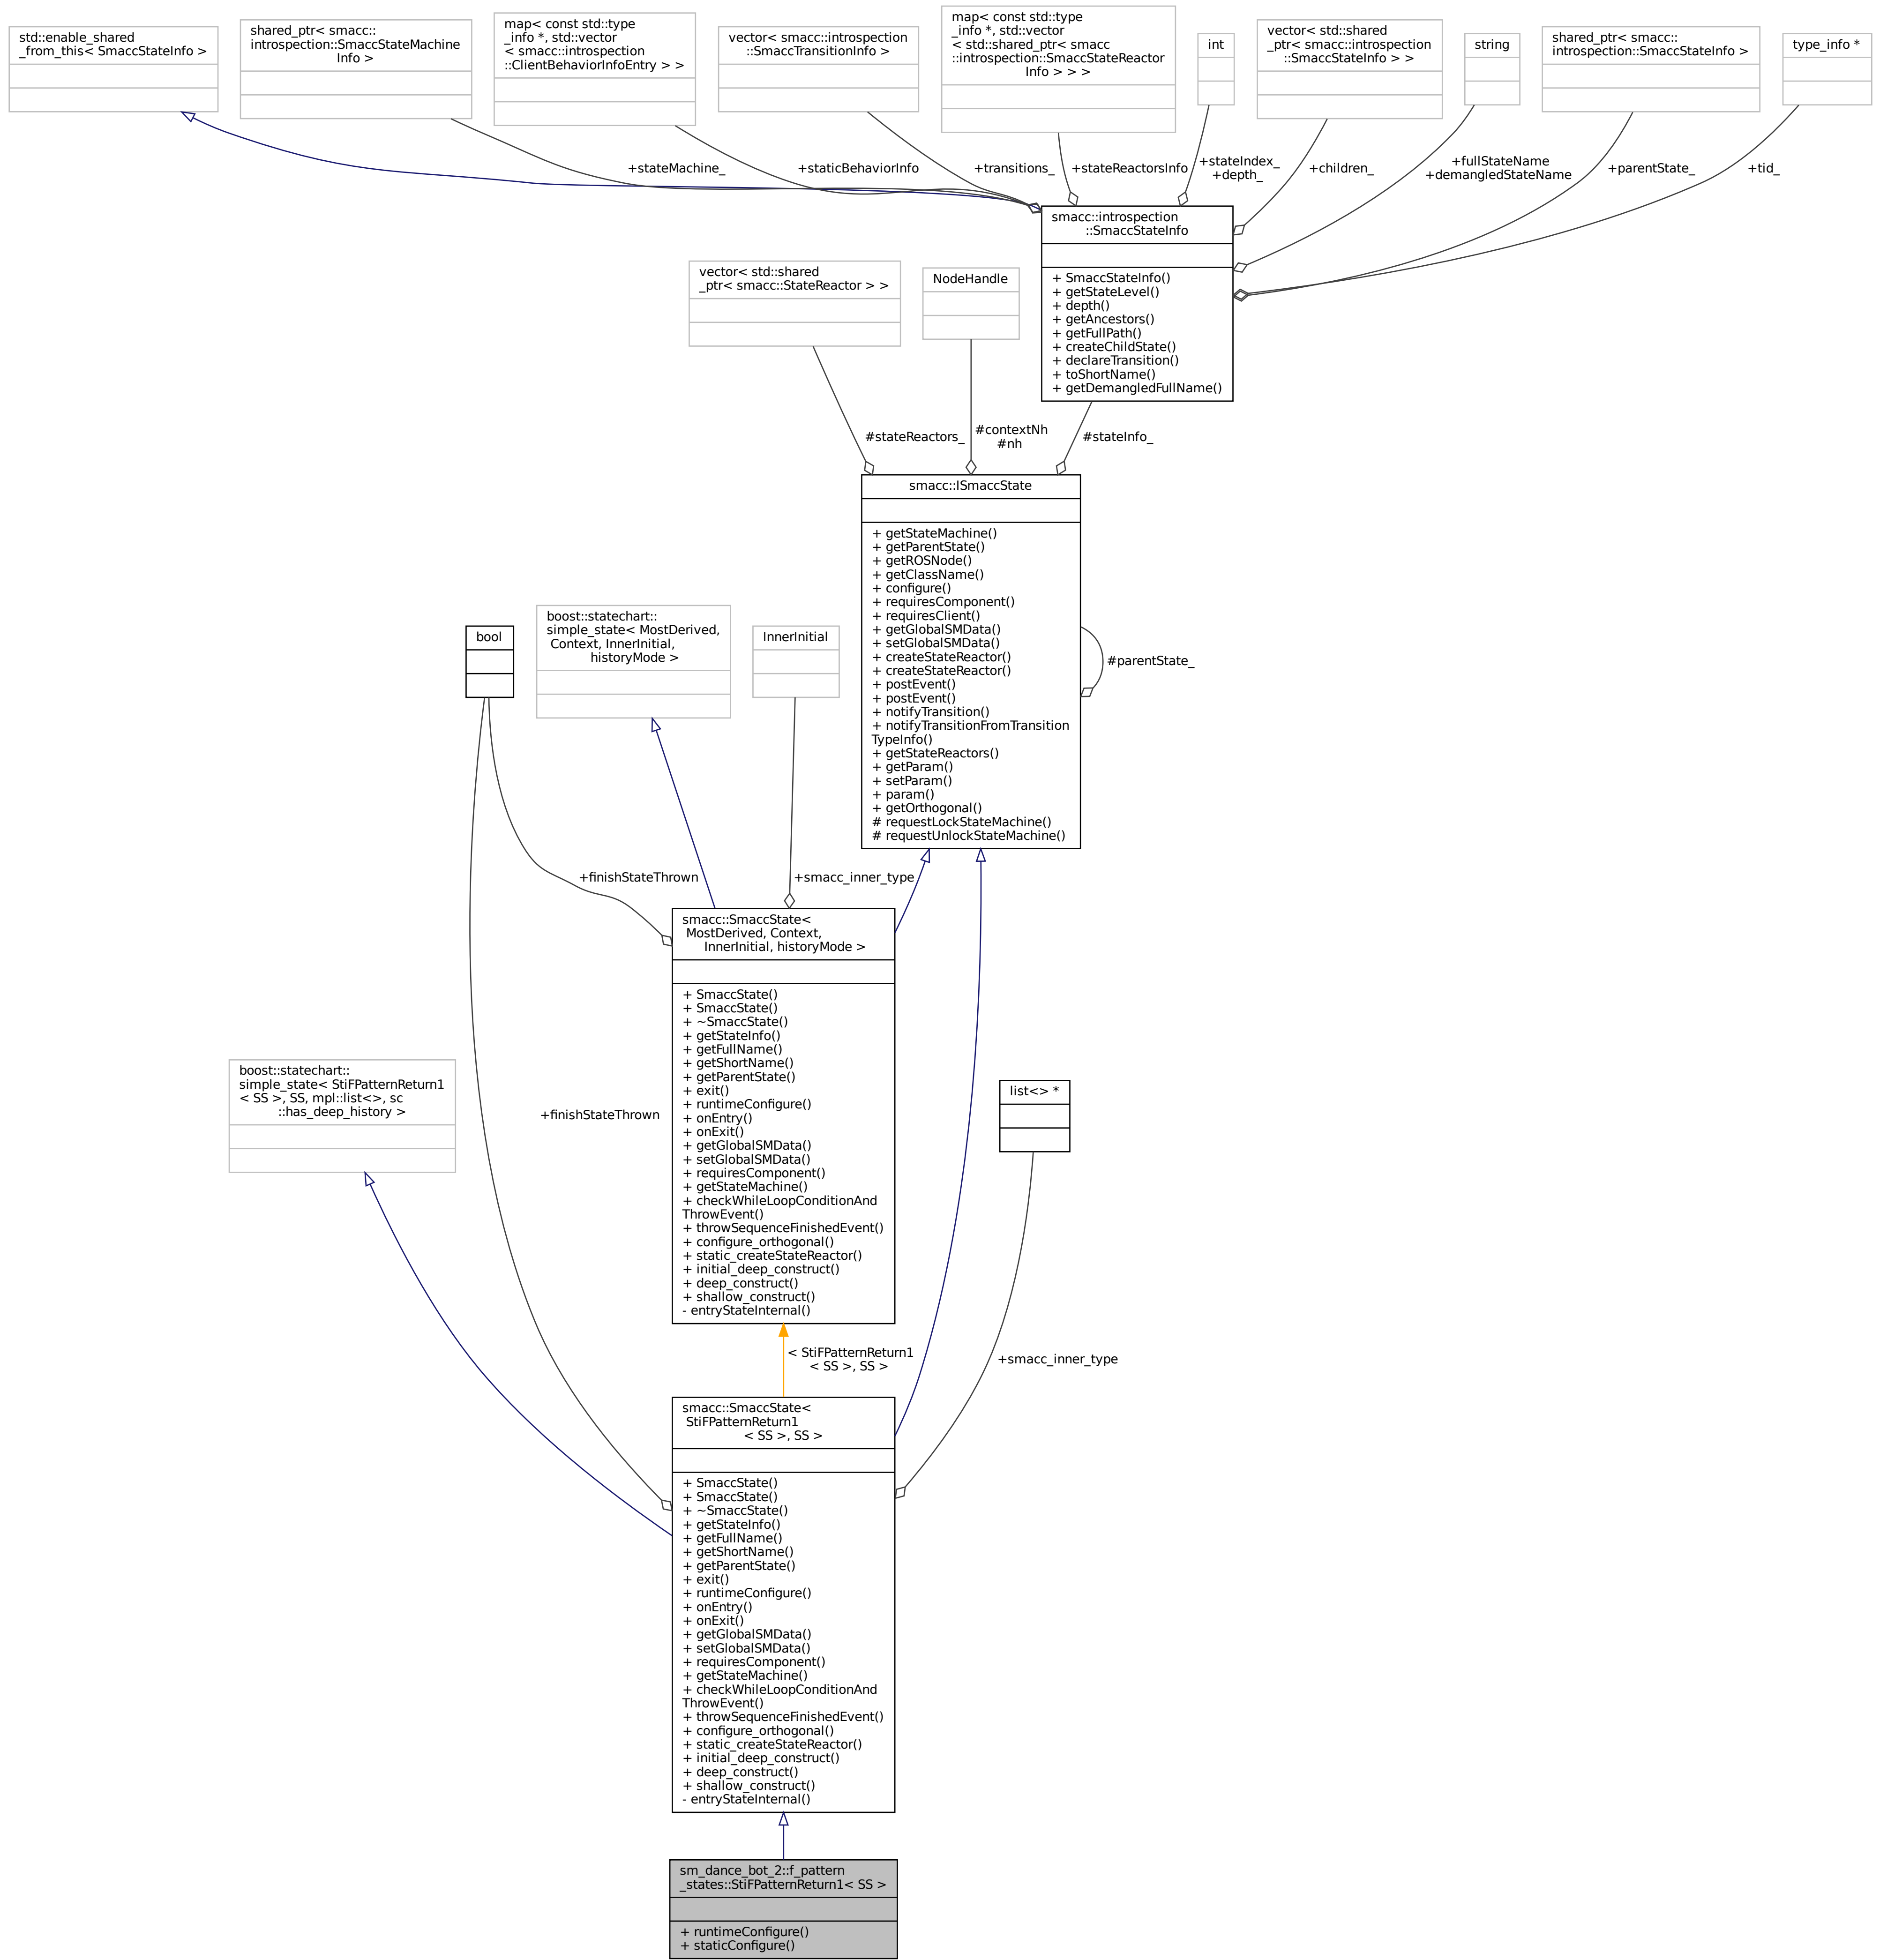 std::enable_shared
_from_this< SmaccStateInfo >
shared_ptr< smacc::
introspection::SmaccStateMachine
Info >
map< const std::type
_info *, std::vector
< smacc::introspection
::ClientBehaviorInfoEntry > >
vector< smacc::introspection
::SmaccTransitionInfo >
map< const std::type
_info *, std::vector
< std::shared_ptr< smacc
::introspection::SmaccStateReactor
Info > > >
int
vector< std::shared
_ptr< smacc::introspection
::SmaccStateInfo > >
string
shared_ptr< smacc::
introspection::SmaccStateInfo >
type_info *
+stateMachine_
+staticBehaviorInfo
+transitions_
+stateReactorsInfo
+stateIndex_
+depth_
+children_
+fullStateName
+demangledStateName
+parentState_
+tid_
smacc::introspection
::SmaccStateInfo
+ SmaccStateInfo()
+ getStateLevel()
+ depth()
+ getAncestors()
+ getFullPath()
+ createChildState()
+ declareTransition()
+ toShortName()
+ getDemangledFullName()
vector< std::shared
_ptr< smacc::StateReactor > >
NodeHandle
#stateReactors_
#contextNh
#nh
#stateInfo_
smacc::ISmaccState
+ getStateMachine()
+ getParentState()
+ getROSNode()
+ getClassName()
+ configure()
+ requiresComponent()
+ requiresClient()
+ getGlobalSMData()
+ setGlobalSMData()
+ createStateReactor()
+ createStateReactor()
+ postEvent()
+ postEvent()
+ notifyTransition()
+ notifyTransitionFromTransition
TypeInfo()
+ getStateReactors()
+ getParam()
+ setParam()
+ param()
+ getOrthogonal()
# requestLockStateMachine()
# requestUnlockStateMachine()
#parentState_
bool
boost::statechart::
simple_state< MostDerived,
Context, InnerInitial,
historyMode >
InnerInitial
+finishStateThrown
+smacc_inner_type
smacc::SmaccState<
MostDerived, Context,
InnerInitial, historyMode >
+ SmaccState()
+ SmaccState()
+ ~SmaccState()
+ getStateInfo()
+ getFullName()
+ getShortName()
+ getParentState()
+ exit()
+ runtimeConfigure()
+ onEntry()
+ onExit()
+ getGlobalSMData()
+ setGlobalSMData()
+ requiresComponent()
+ getStateMachine()
+ checkWhileLoopConditionAnd
ThrowEvent()
+ throwSequenceFinishedEvent()
+ configure_orthogonal()
+ static_createStateReactor()
+ initial_deep_construct()
+ deep_construct()
+ shallow_construct()
- entryStateInternal()
boost::statechart::
simple_state< StiFPatternReturn1
< SS >, SS, mpl::list<>, sc
::has_deep_history >
+finishStateThrown
list<> *
< StiFPatternReturn1
< SS >, SS >
+smacc_inner_type
smacc::SmaccState<
StiFPatternReturn1
< SS >, SS >
+ SmaccState()
+ SmaccState()
+ ~SmaccState()
+ getStateInfo()
+ getFullName()
+ getShortName()
+ getParentState()
+ exit()
+ runtimeConfigure()
+ onEntry()
+ onExit()
+ getGlobalSMData()
+ setGlobalSMData()
+ requiresComponent()
+ getStateMachine()
+ checkWhileLoopConditionAnd
ThrowEvent()
+ throwSequenceFinishedEvent()
+ configure_orthogonal()
+ static_createStateReactor()
+ initial_deep_construct()
+ deep_construct()
+ shallow_construct()
- entryStateInternal()
sm_dance_bot_2::f_pattern
_states::StiFPatternReturn1< SS >
+ runtimeConfigure()
+ staticConfigure()